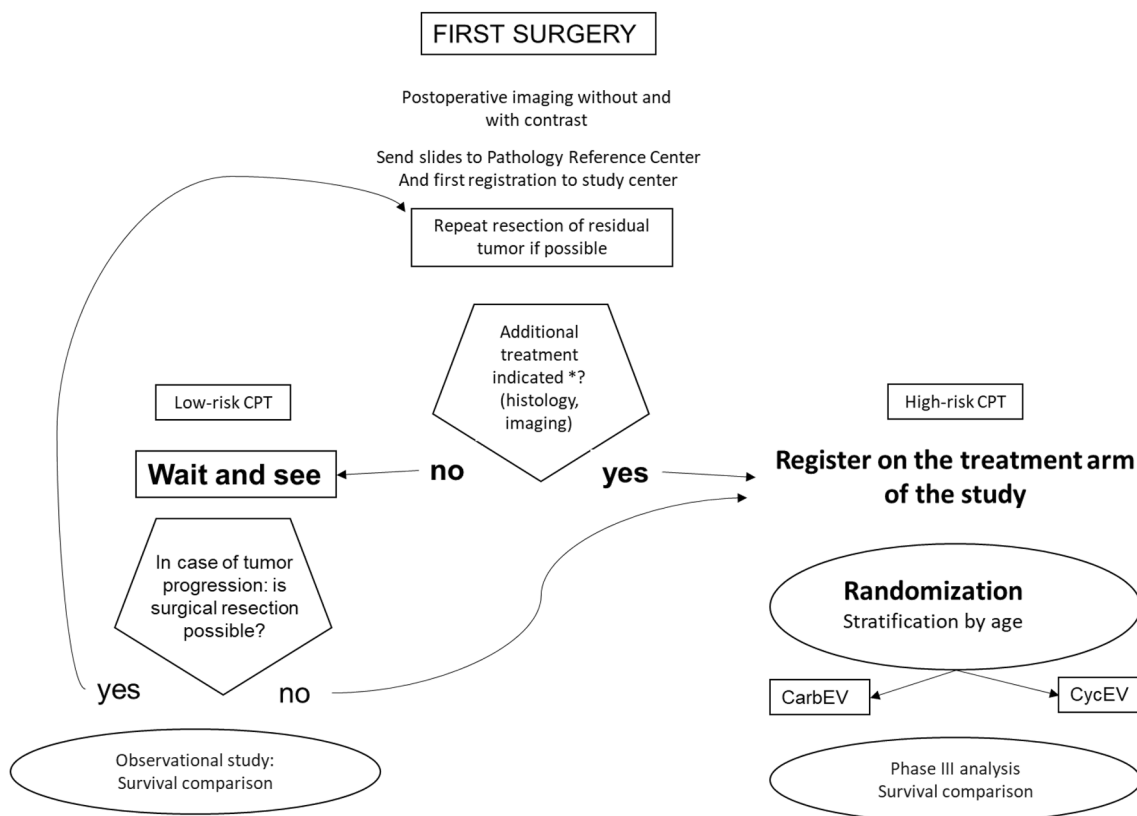 FIRST SURGERY
Postoperative imaging without and
with contrast
Send slides to Pathology Reference Center
And first registration to study center
Repeat resection of residual
tumor if possible
Additional
treatment
indicated *?
(histology,
imaging)
Low-risk CPT
High-risk CPT
Wait and see
no
yes
Register on the treatment arm
of the study
In case of tumor
progression: is
surgical resection
possible?
yes
no
Randomization
Stratification by age
CarbEV
CycEV
Observational study:
Survival comparison
Phase III analysis
Survival comparison